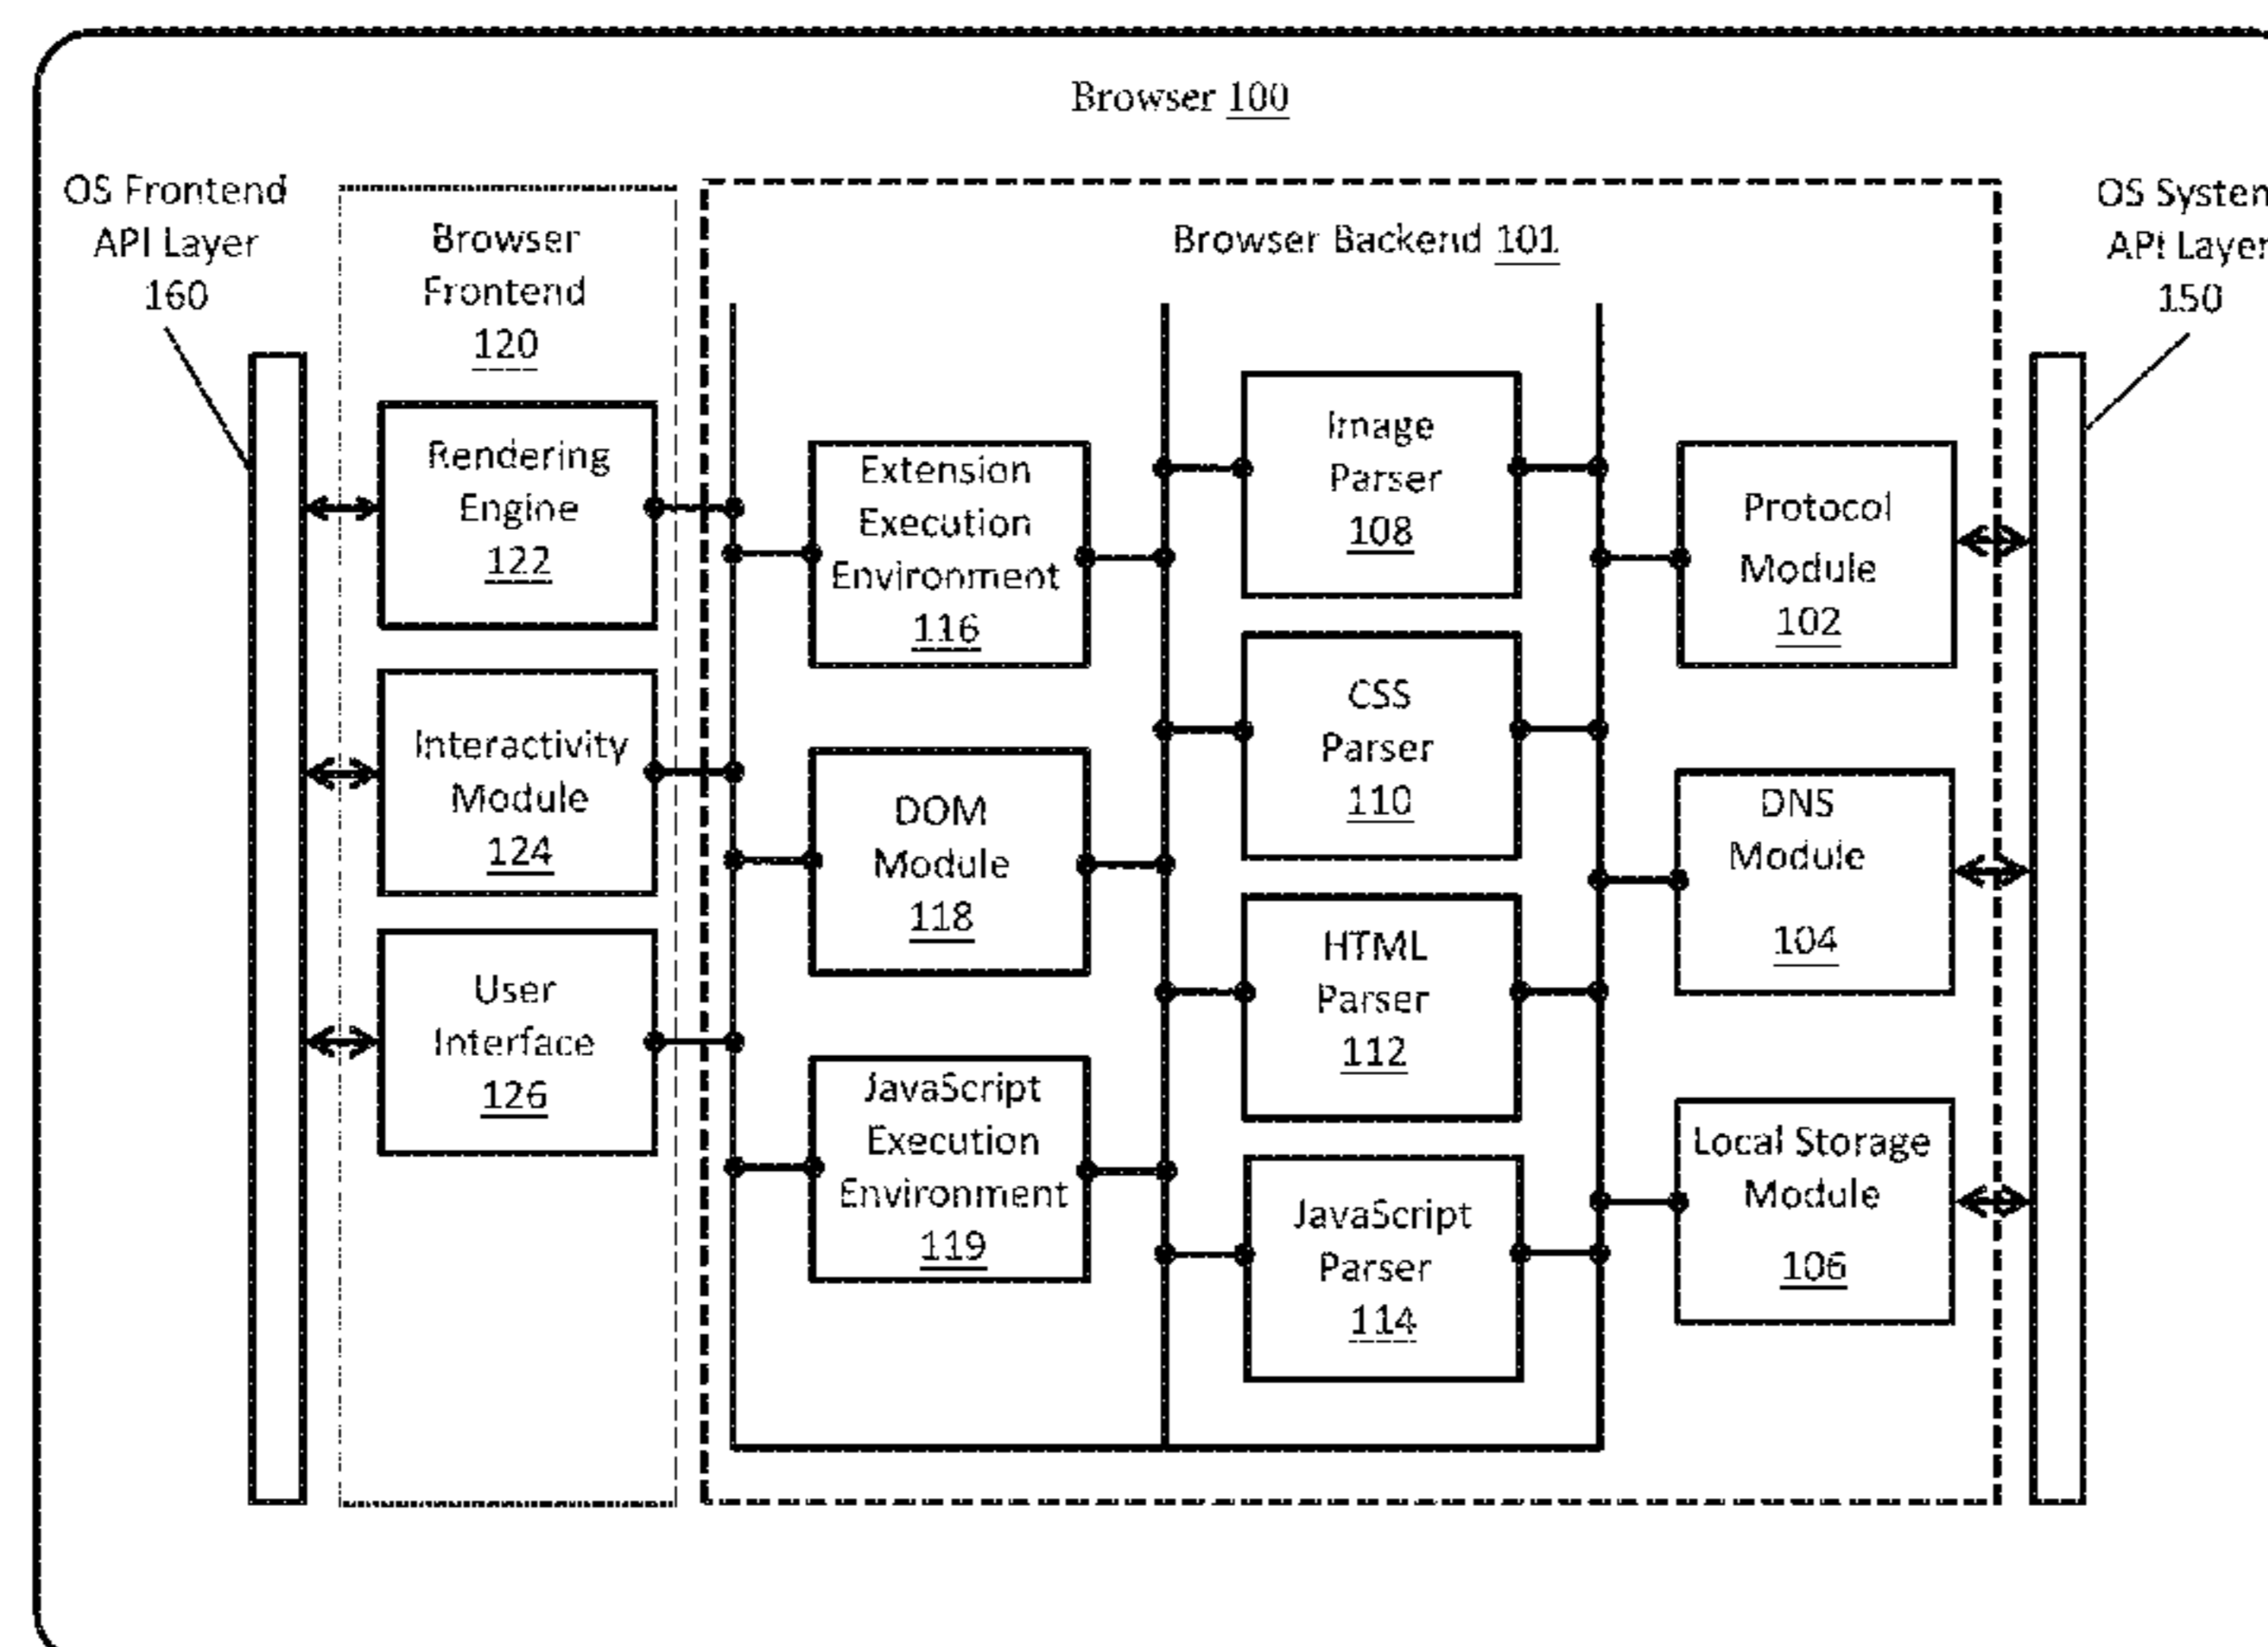 Browser 100
OS Frontend
API Layer
160
Browser
Frontend
120
Rendering
Engine
122
Interactivity
Module
124
User
Interface
126
Browser Backend 101
Extension
Execution
Environment
116
DOM
Module
118
JavaScript
Execution
Environment
119
Image
Parser
108
CSS
Parser
110
HTML
Parser
112
JavaScript
Parser
114
Protocol
Module
102
DNS
Module
104
Local Storage
Module
106
OS System
API Layer
150